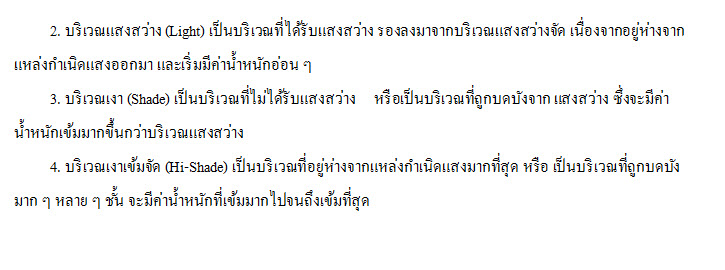 2. บริเวณแสงสว่าง (Light) เป็นบริเวณที่ได้รับแสงสว่าง รองลงมาจากบริเวณแสงสว่างจัด เนื่องจากอยู่ห่างจาก
แหล่งกำเนิดแสงออกมา และเริ่มมีค่าน้ำหนักอ่อน ๆ
3. บริเวณเงา (Shade) เป็นบริเวณที่ไม่ได้รับแสงสว่าง หรือเป็นบริเวณที่ถูกบดบังจาก แสงสว่าง ซึ่งจะมีค่า
น้ำหนักเข้มมากขึ้นกว่าบริเวณแสงสว่าง
4. บริเวณเงาเข้มจัด (Hi-Shade) เป็นบริเวณที่อยู่ห่างจากแหล่งกำเนิดแสงมากที่สุด หรือ เป็นบริเวณที่ถูกบดบัง
มาก ๆ หลาย ๆ ชั้น จะมีค่าน้ำหนักที่เข้มมากไปจนถึงเข้มที่สุด